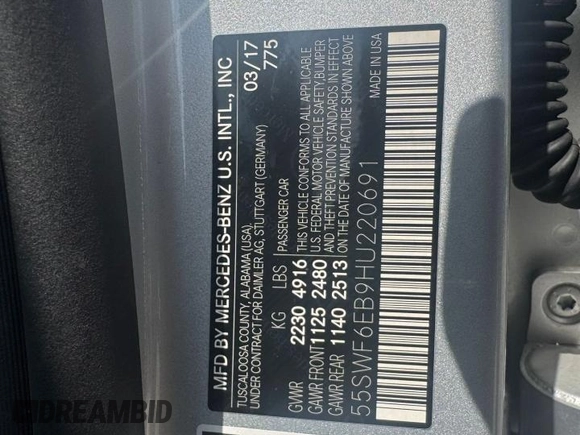 MFD BY MERCEDES-BENZ U.S. INTL., INC
TUSCALOOSA COUNTY, ALABAMA (USA).
UNDER CONTRACT FOR DAIMLER AG, STUTTGART (GERMANY)
03/17
775
KG LBS PASSENGER CAR
GVWR 2230 4916
GAWR FRONT 1125 2480
GAWR REAR 1140 2513
THIS VEHICLE CONFORMS TO ALL APPLICABLE
U.S. FEDERAL MOTOR VEHICLE SAFETY, BUMPER
AND THEFT PREVENTION STANDARDS IN EFFECT
ON THE DATE OF MANUFACTURE SHOWN ABOVE
55SWF6EB9HU220691
MADE IN USA
DREAMBID